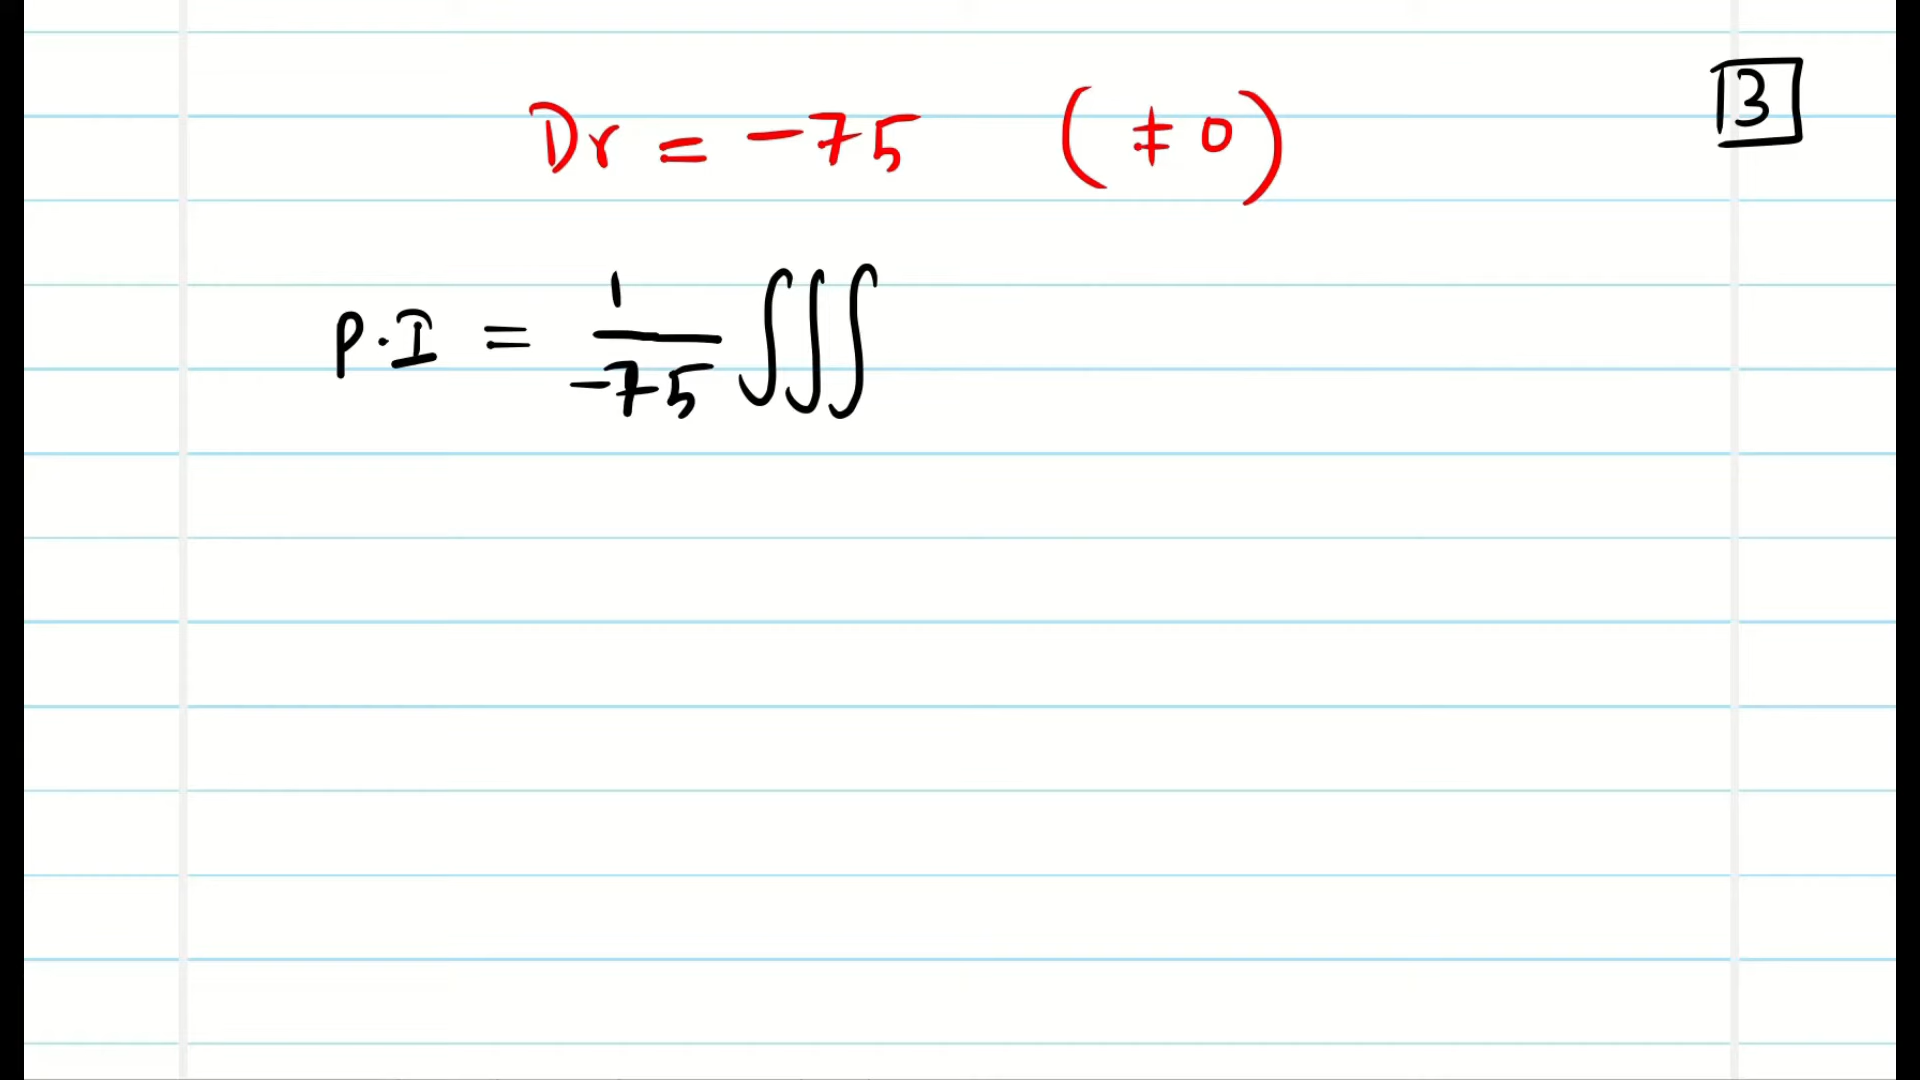 3
Dr = -75 ( ≠ 0 )
P.I = 1/-75 ∫∫∫